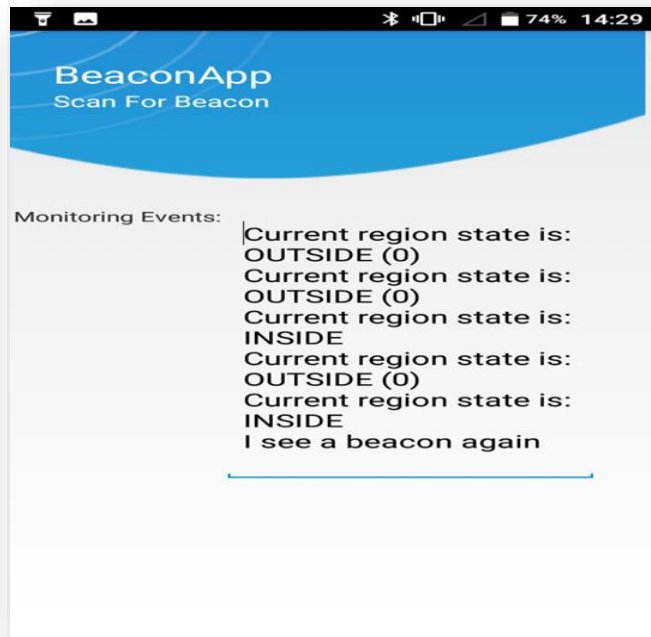 74% 14:29
BeaconApp
Scan For Beacon
Monitoring Events:
Current region state is:
OUTSIDE (0)
Current region state is:
OUTSIDE (0)
Current region state is:
INSIDE
Current region state is:
OUTSIDE (0)
Current region state is:
INSIDE
I see a beacon again